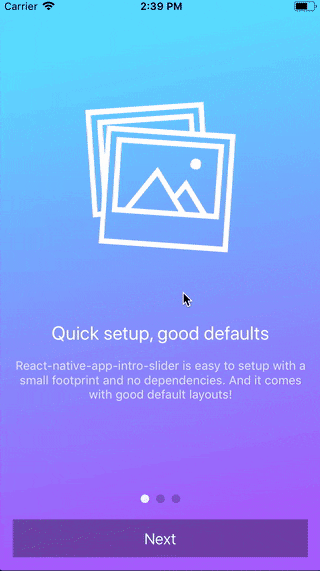 Carrier 2:39 PM
Quick setup, good defaults
React-native-app-intro-slider is easy to setup with a
small footprint and no dependencies. And it comes
with good default layouts!
Next